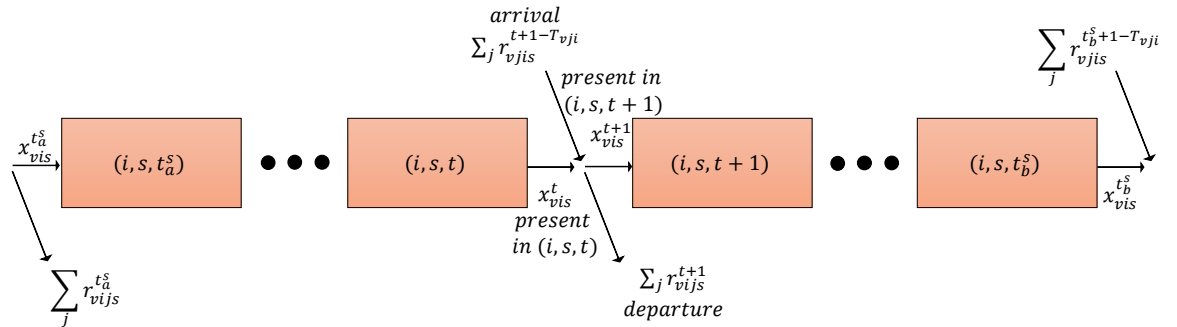 arrival
∑_j r_{vjis}^{t+1−T_{vji}}
∑_j r_{vjis}^{t_b^s+1−T_{vji}}
present in
(i, s, t + 1)
x_{vis}^{t_a^s}
(i, s, t_a^s)
(i, s, t)
x_{vis}^{t+1}
(i, s, t + 1)
(i, s, t_b^s)
x_{vis}^{t}
x_{vis}^{t_b^s}
present
in (i, s, t)
∑_j r_{vijs}^{t_a^s}
∑_j r_{vijs}^{t+1}
departure